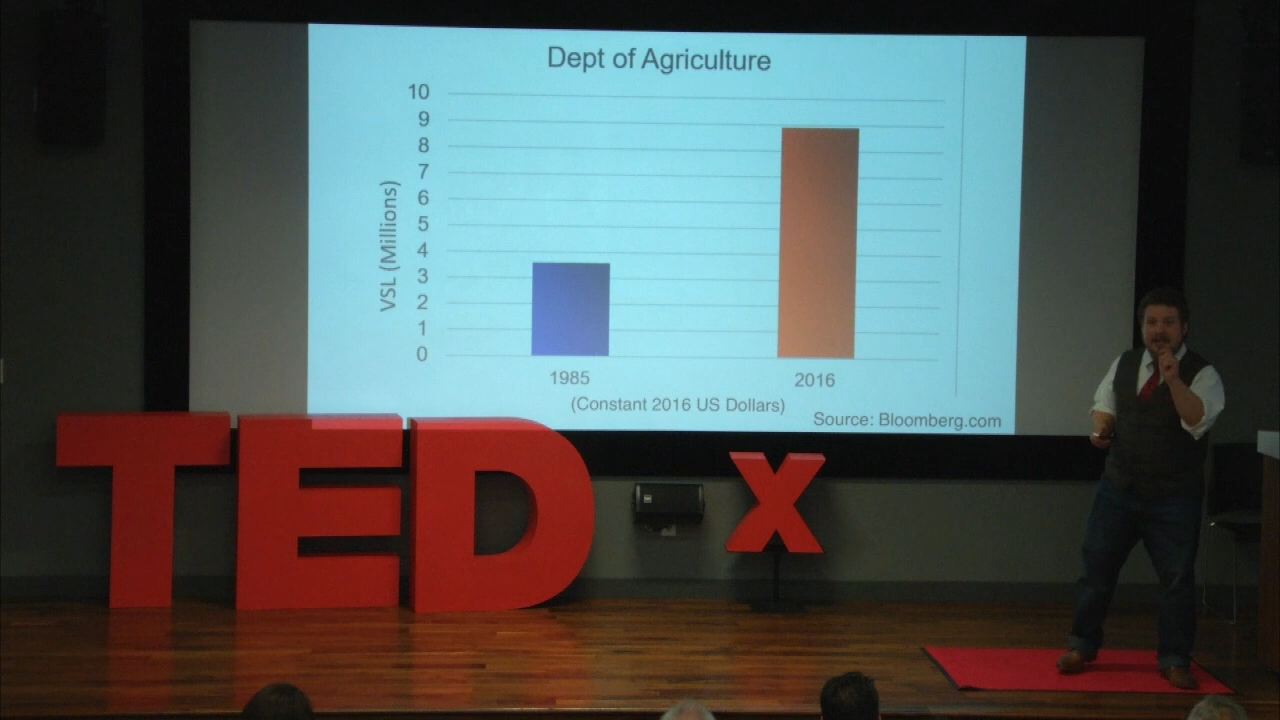 Dept of Agriculture
10
9
8
7
6
5
4
3
2
1
0
VSL (Millions)
1985
2016
(Constant 2016 US Dollars)
Source: Bloomberg.com
TED
x